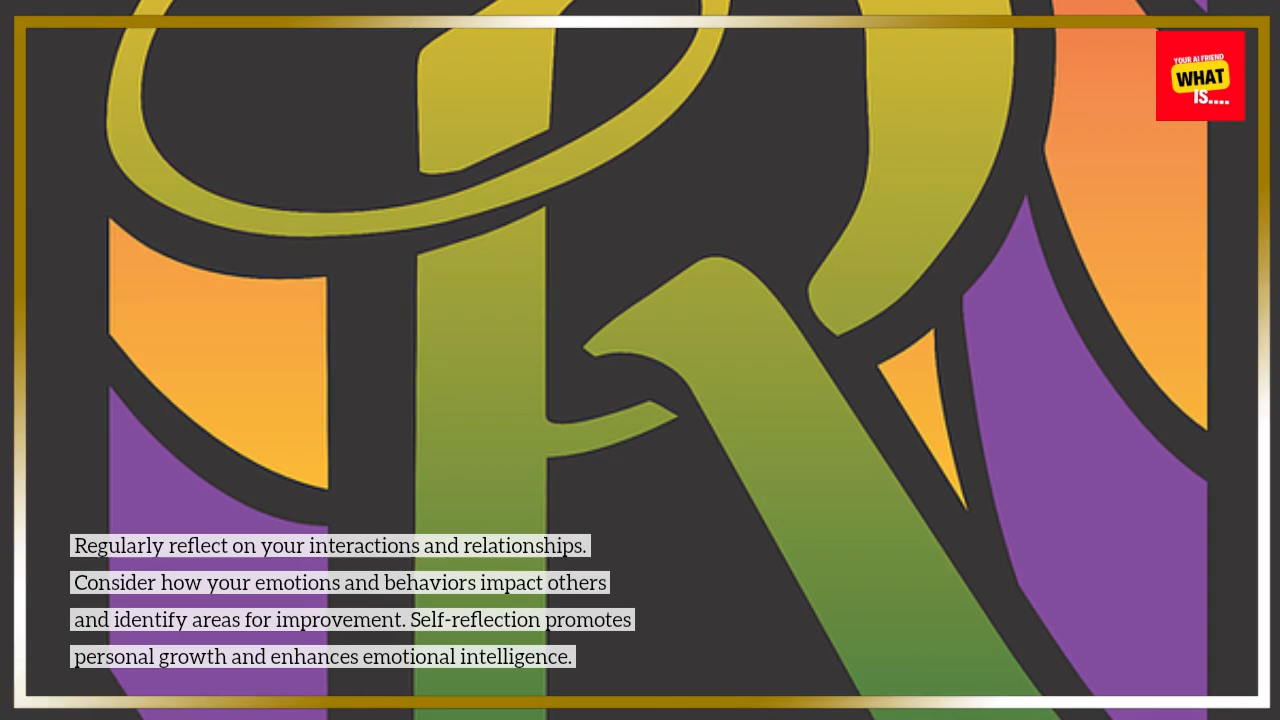 YOUR AI FRIEND
WHAT
IS....
Regularly reflect on your interactions and relationships.
Consider how your emotions and behaviors impact others
and identify areas for improvement. Self-reflection promotes
personal growth and enhances emotional intelligence.